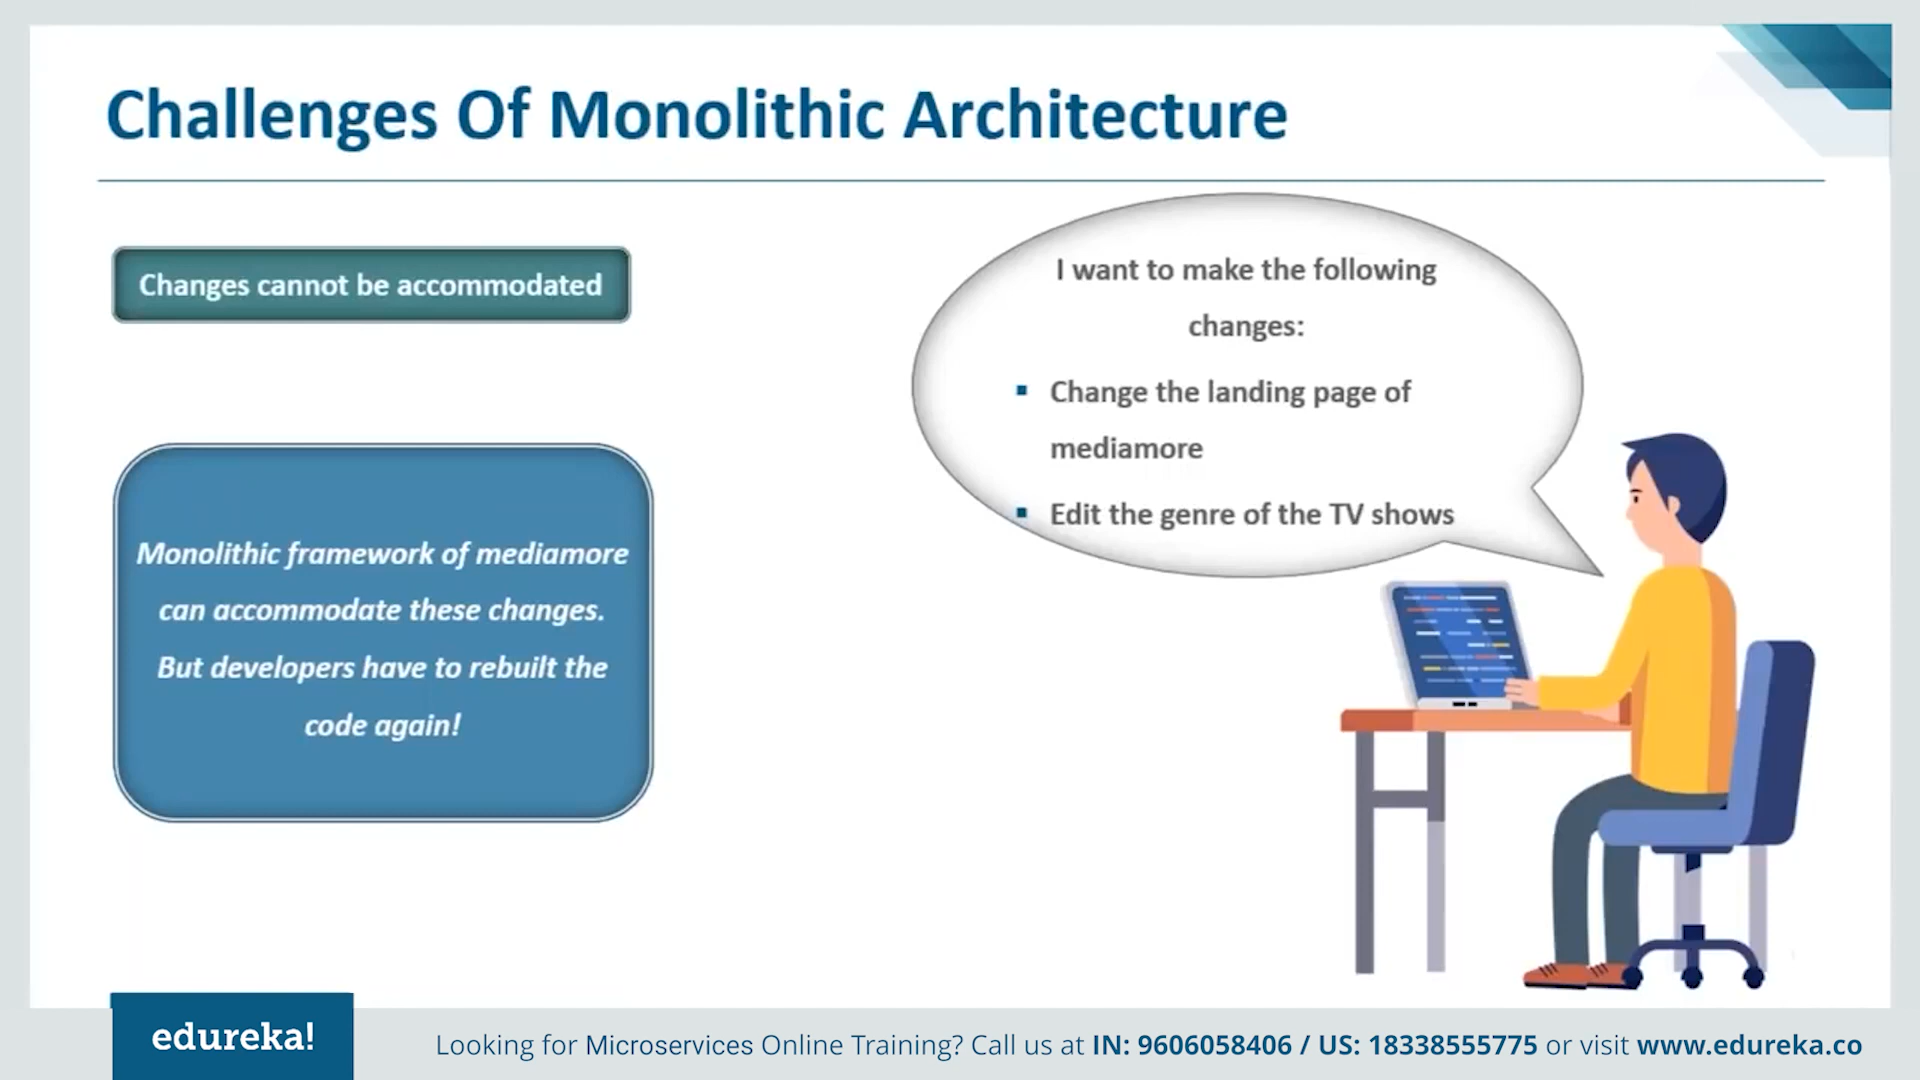 Challenges Of Monolithic Architecture
Changes cannot be accommodated
I want to make the following
changes:
▪ Change the landing page of
mediamore
▪ Edit the genre of the TV shows
Monolithic framework of mediamore
can accommodate these changes.
But developers have to rebuilt the
code again!
edureka!
Looking for Microservices Online Training? Call us at IN: 9606058406 / US: 18338555775 or visit www.edureka.co